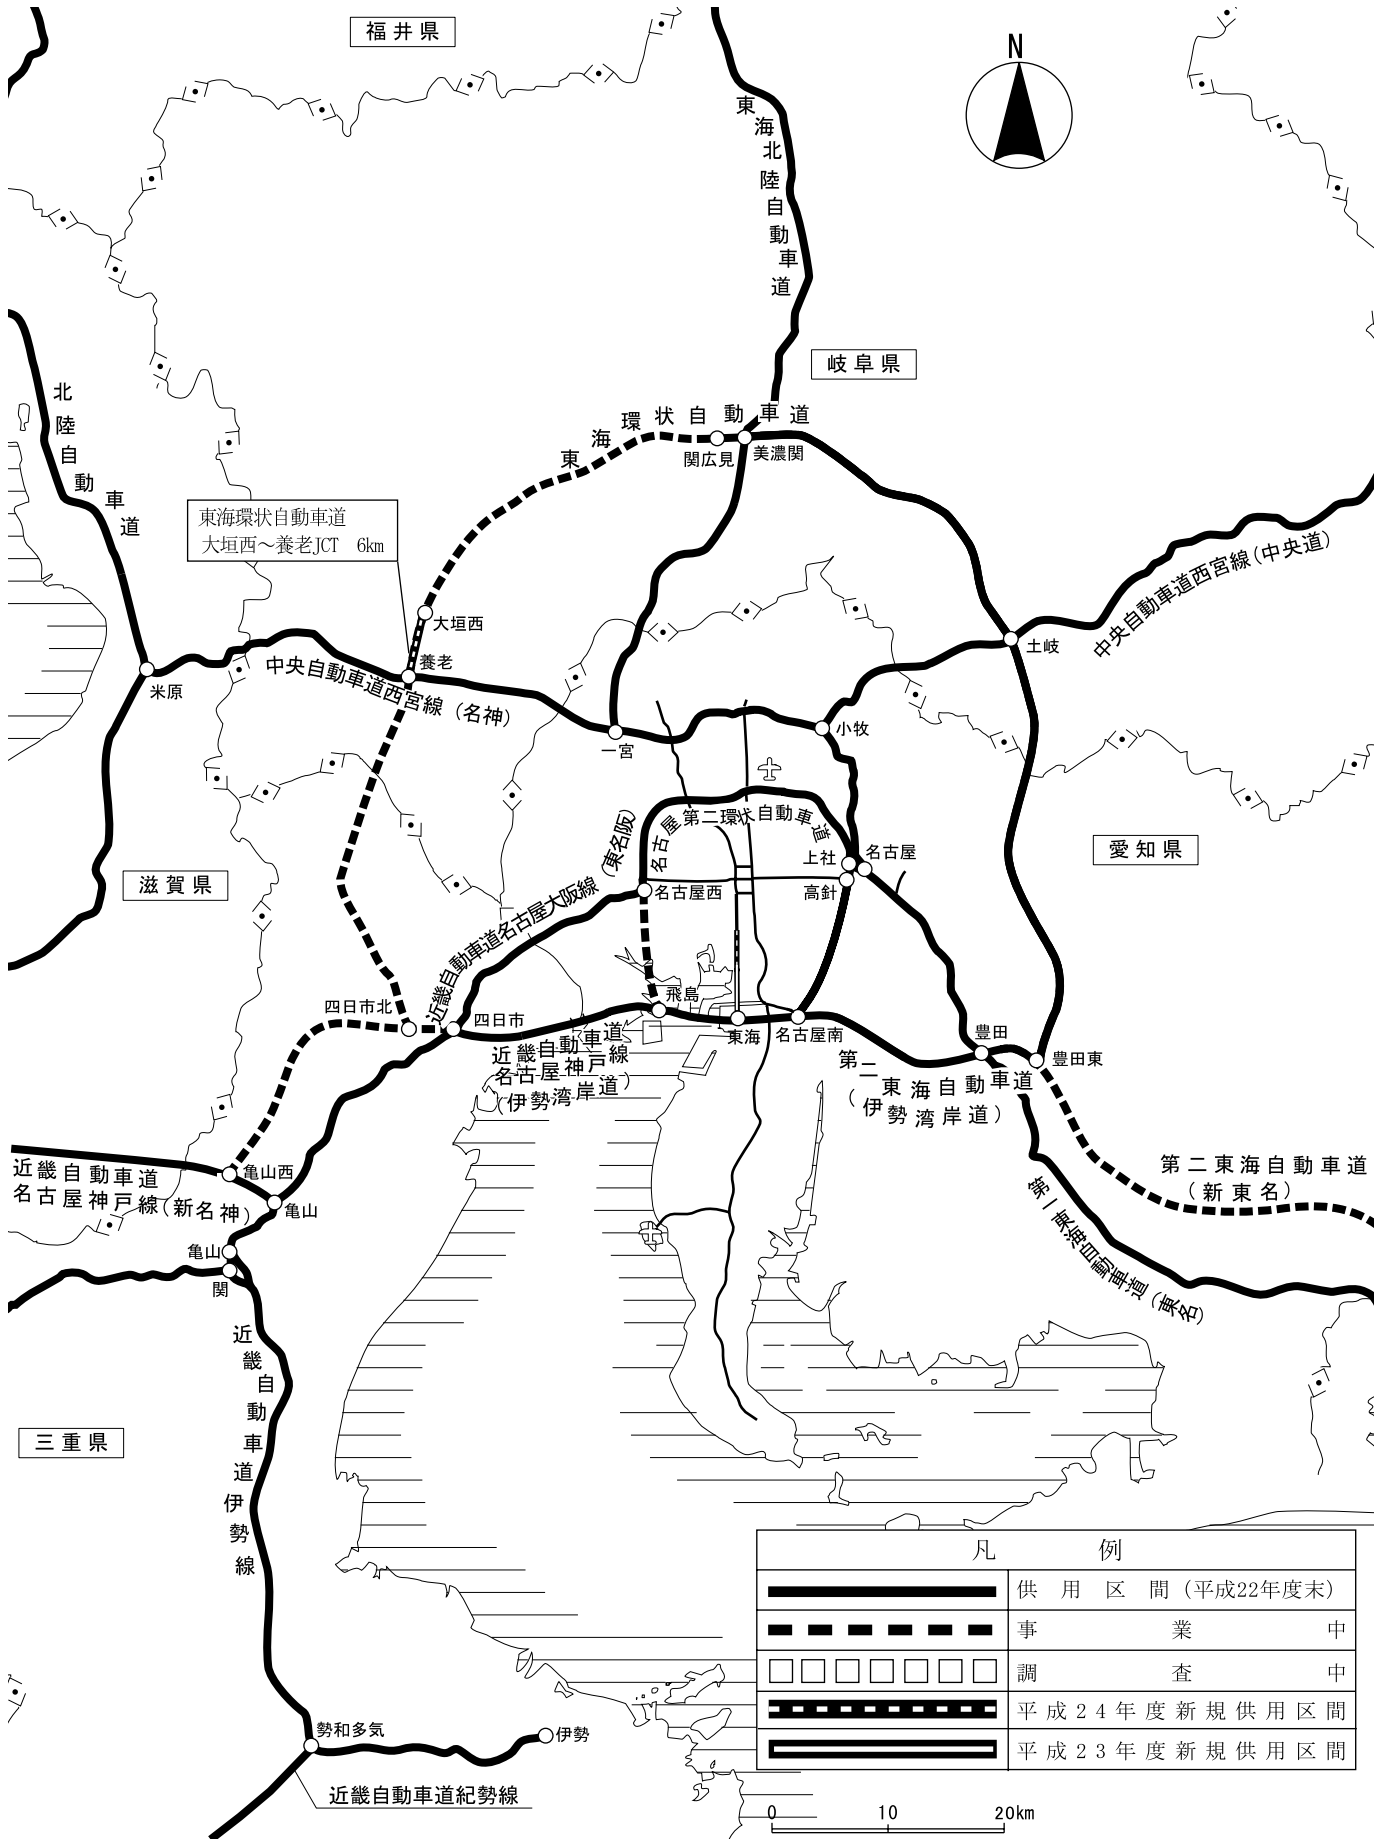 福井県
N
東海北陸自動車道
岐阜県
東海環状自動車道
関広見
美濃関
北陸自動車道
東海環状自動車道
大垣西～養老JCT 6km
中央自動車道西宮線(中央道)
大垣西
養老
土岐
米原
中央自動車道西宮線(名神)
一宮
小牧
名古屋第二環状自動車道
愛知県
上社
名古屋
滋賀県
近畿自動車道名古屋大阪線(東名阪)
名古屋西
高針
四日市北
四日市
飛島
東海
名古屋南
豊田
豊田東
近畿自動車道
名古屋神戸線
(伊勢湾岸道)
第二東海自動車道
(伊勢湾岸道)
近畿自動車道
名古屋神戸線(新名神)
亀山西
亀山
第二東海自動車道
(新東名)
第一東海自動車道(東名)
亀山
関
近畿自動車道伊勢線
三重県
凡例
供用区間(平成22年度末)
事業中
調査中
平成24年度新規供用区間
平成23年度新規供用区間
勢和多気
伊勢
近畿自動車道紀勢線
0 10 20km